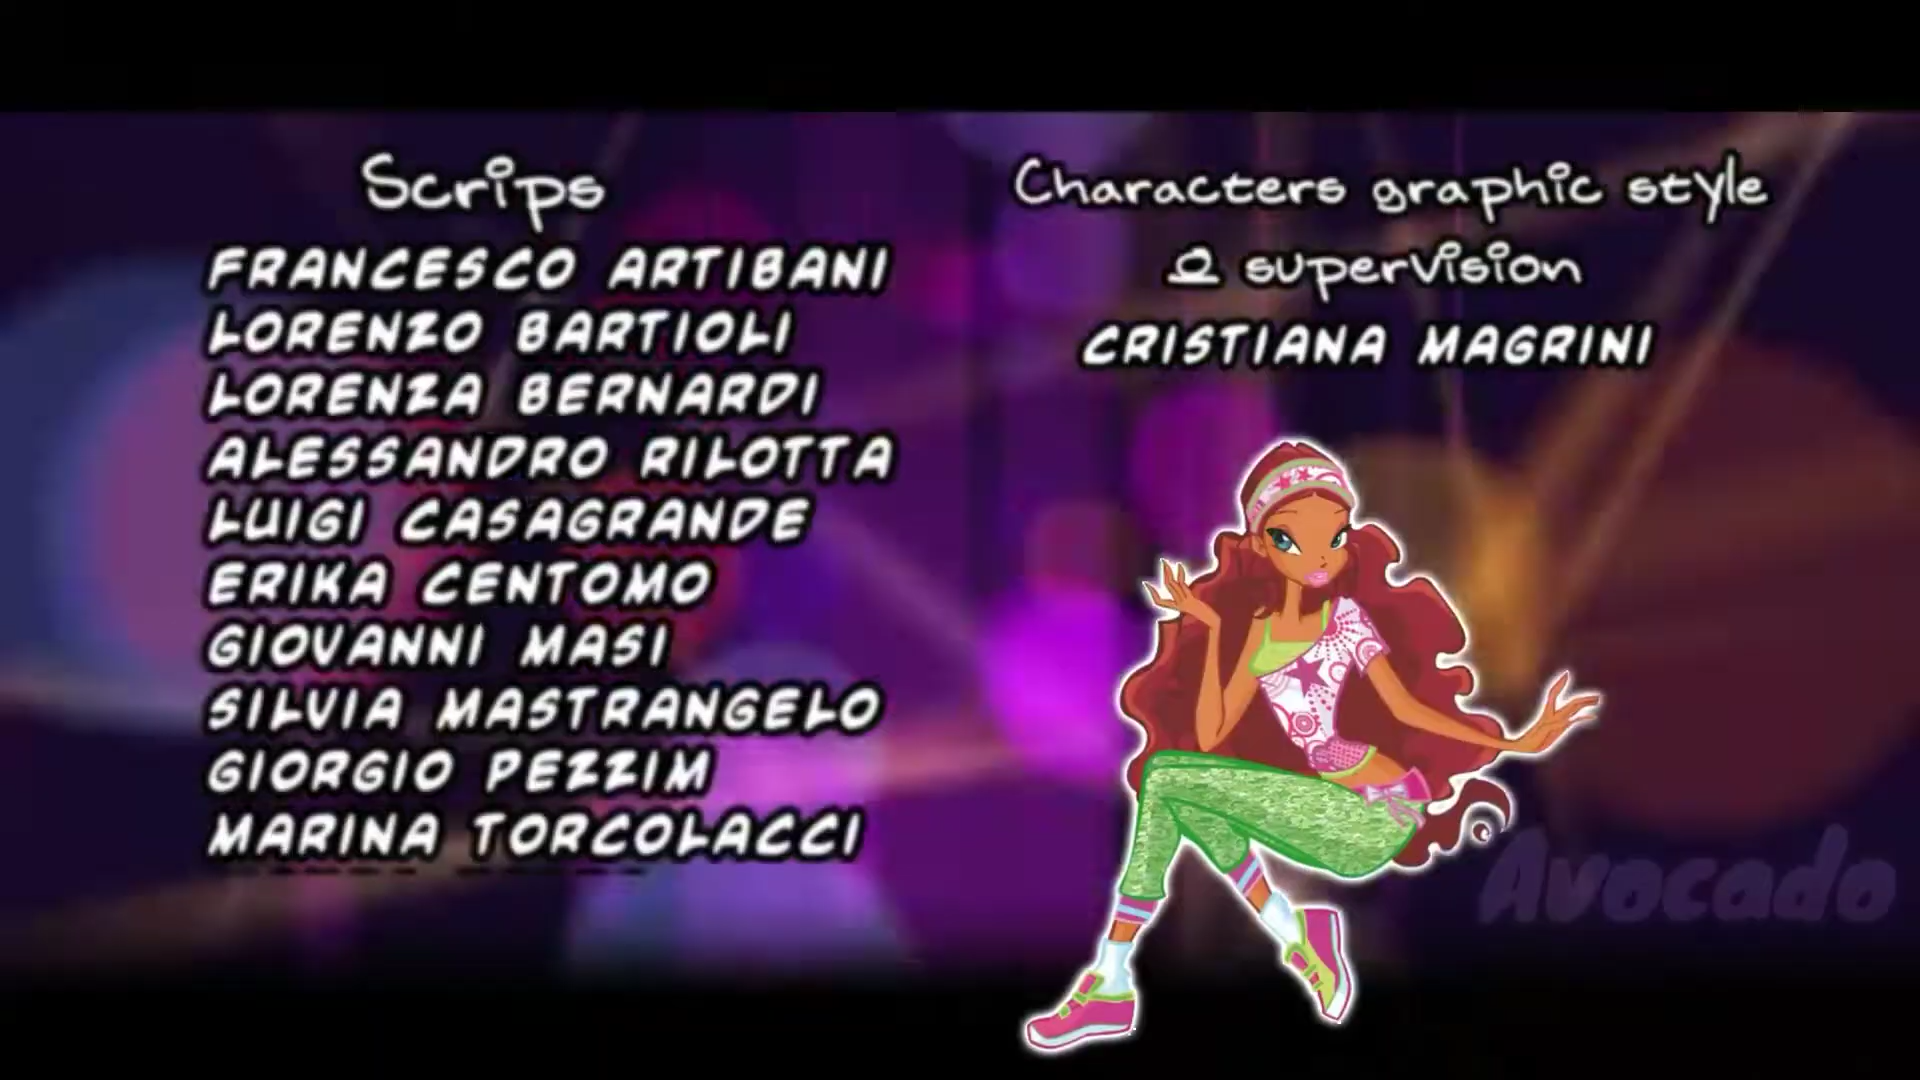 Scrips
FRANCESCO ARTIBANI
LORENZO BARTIOLI
LORENZA BERNARDI
ALESSANDRO RILOTTA
LUIGI CASAGRANDE
ERIKA CENTOMO
GIOVANNI MASI
SILVIA MASTRANGELO
GIORGIO PEZZIM
MARINA TORCOLACCI
Characters graphic style
& supervision
CRISTIANA MAGRINI
Avocado